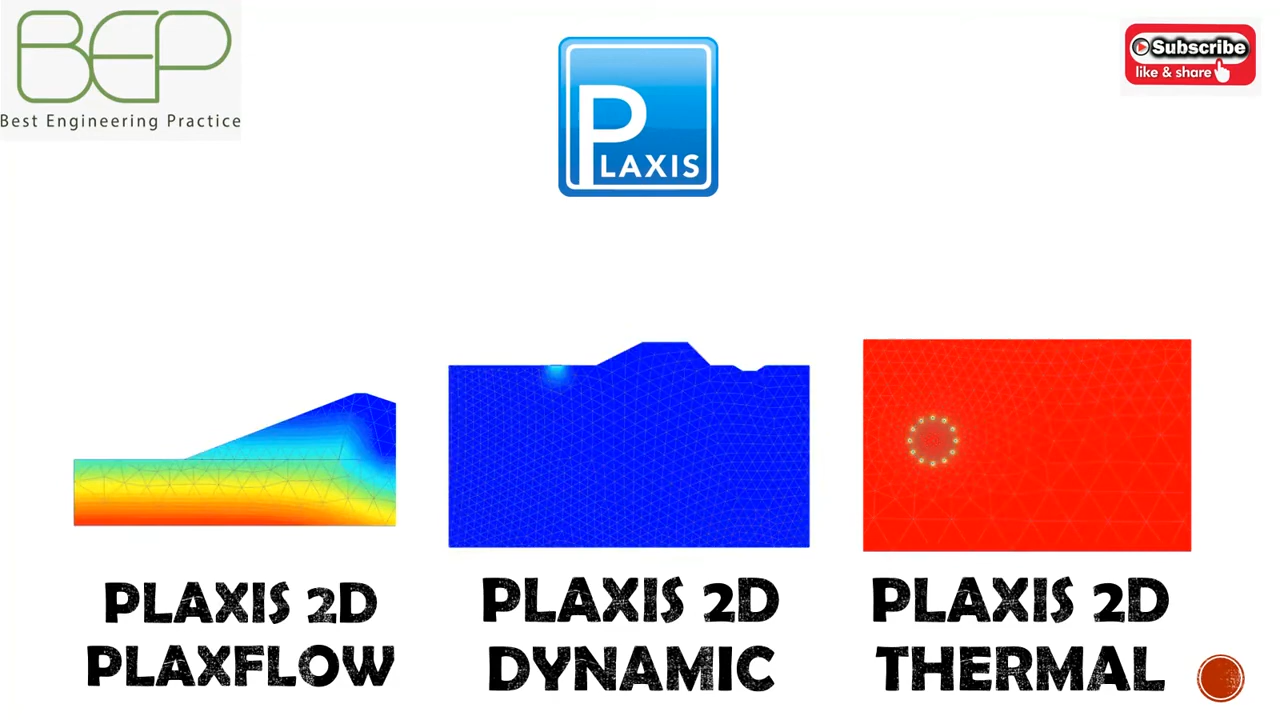 BEP
Best Engineering Practice
PLAXIS
Subscribe
like & share
PLAXIS 2D
PLAXFLOW
PLAXIS 2D
DYNAMIC
PLAXIS 2D
THERMAL